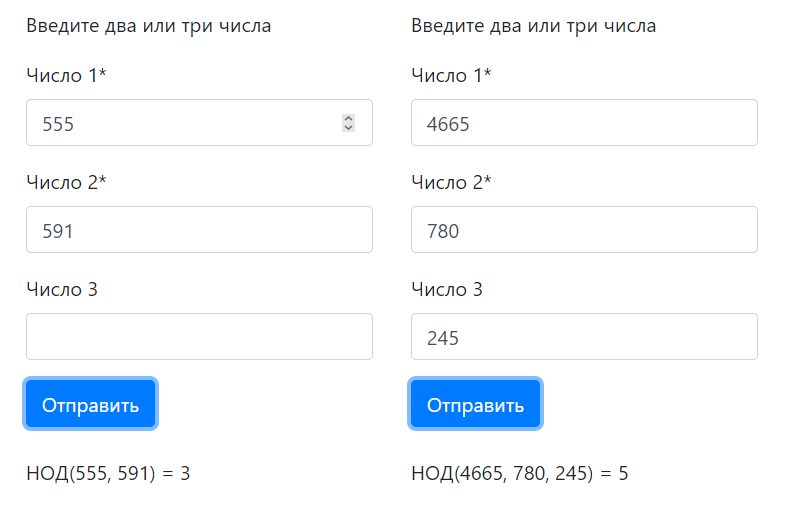 Введите два или три числа
Число 1*
555
Число 2*
591
Число 3
Отправить
НОД(555, 591) = 3
Введите два или три числа
Число 1*
4665
Число 2*
780
Число 3
245
Отправить
НОД(4665, 780, 245) = 5